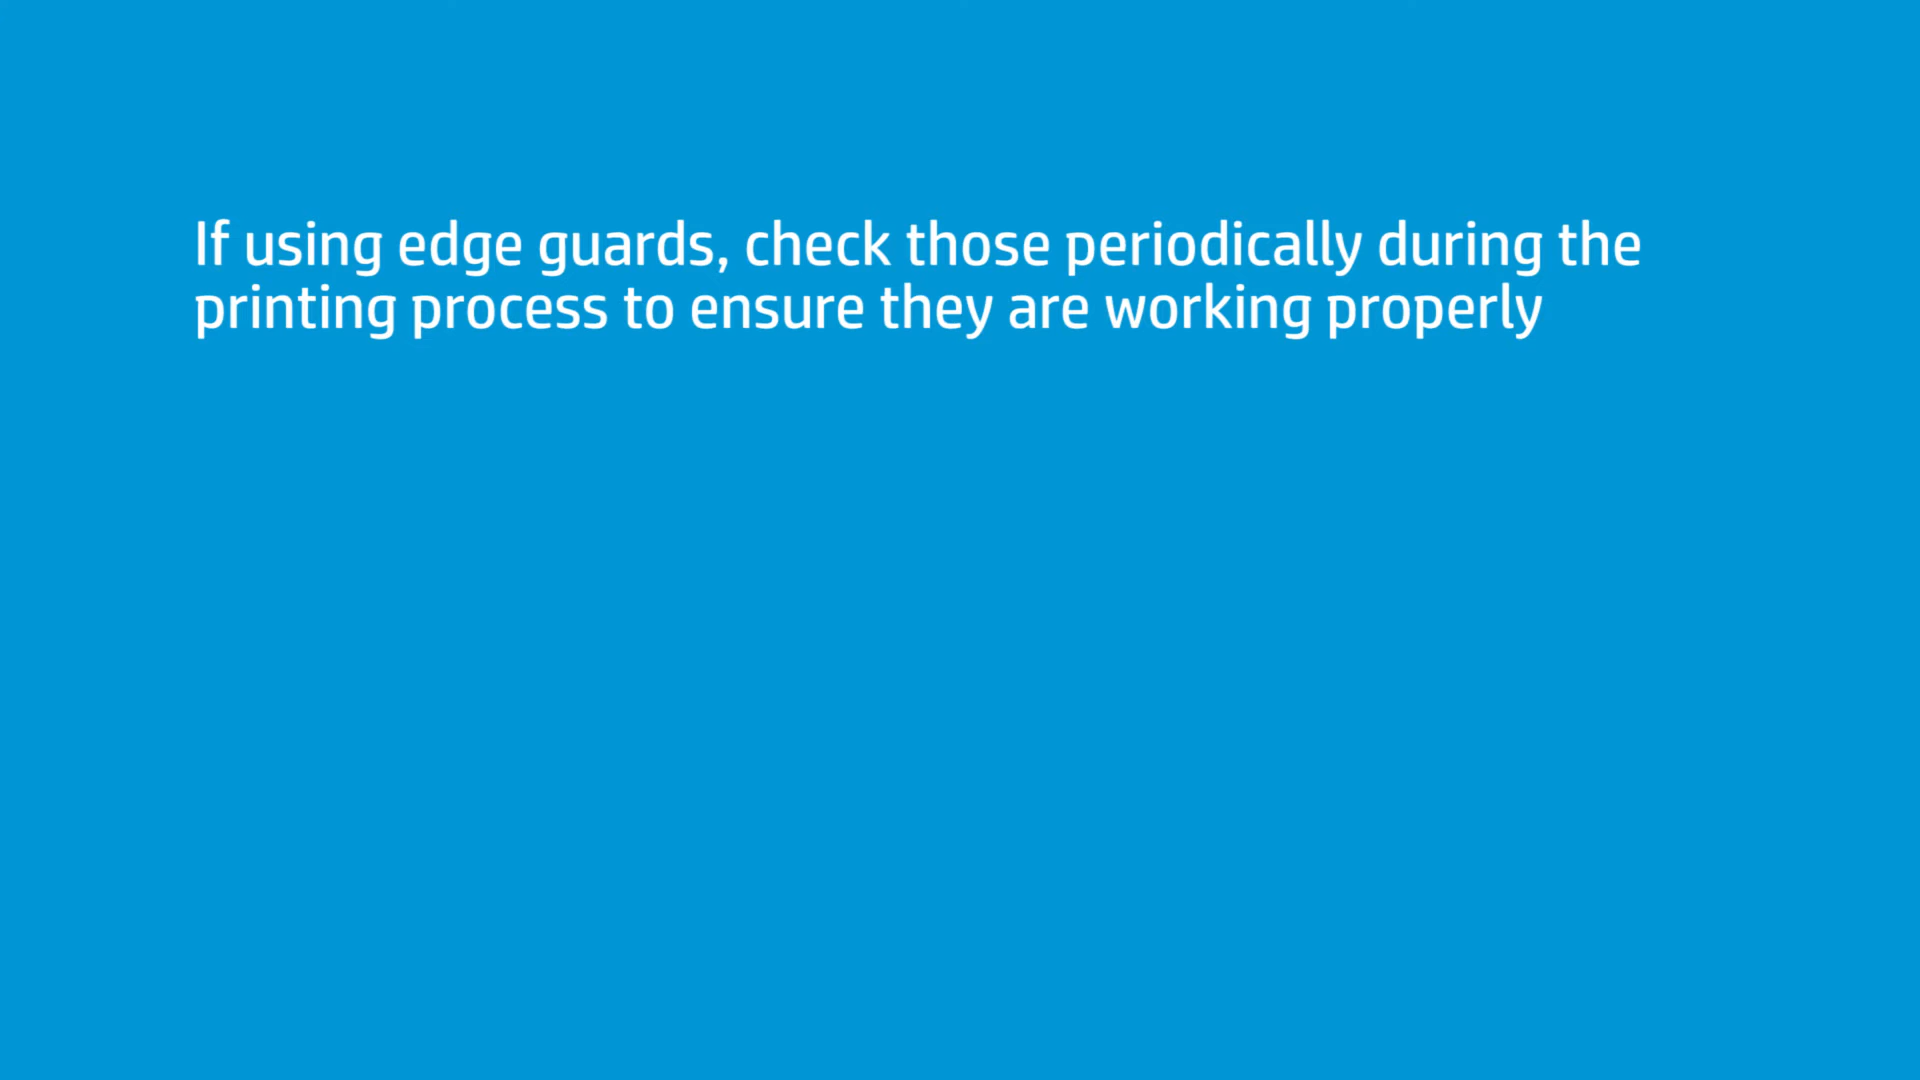 If using edge guards, check those periodically during the
printing process to ensure they are working properly